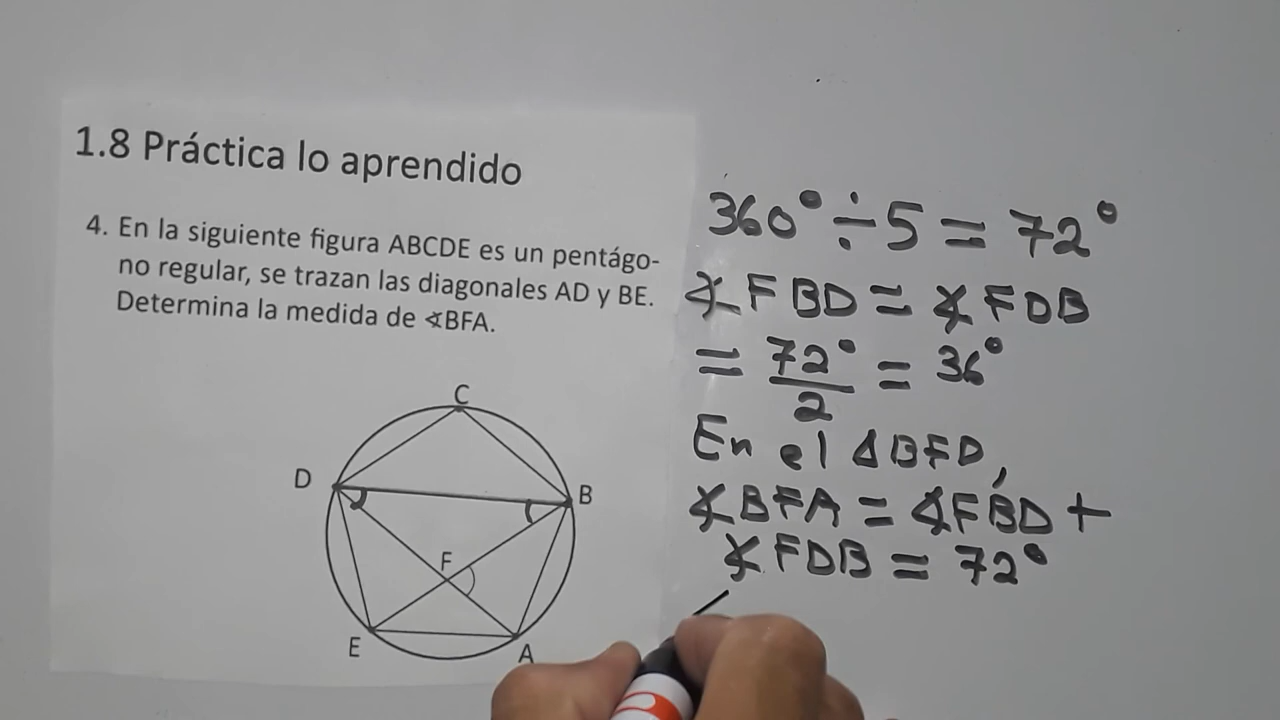 1.8 Práctica lo aprendido
4. En la siguiente figura ABCDE es un pentágo-
no regular, se trazan las diagonales AD y BE.
Determina la medida de ∢BFA.
C
D
B
F
E
A
360° ÷ 5 = 72°
∢FBD = ∢FDB
= 72°/2 = 36°
En el ΔBFD,
∢BFA = ∢FBD +
∢FDB = 72°